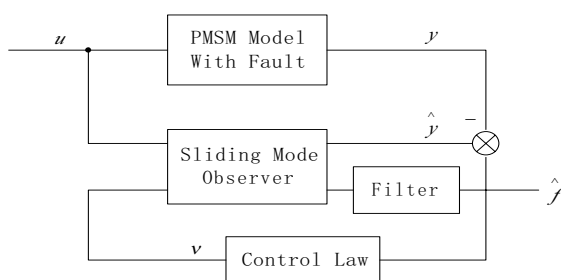 u
PMSM Model
With Fault
y
ŷ
−
Sliding Mode
Observer
Filter
f̂
ν
Control Law